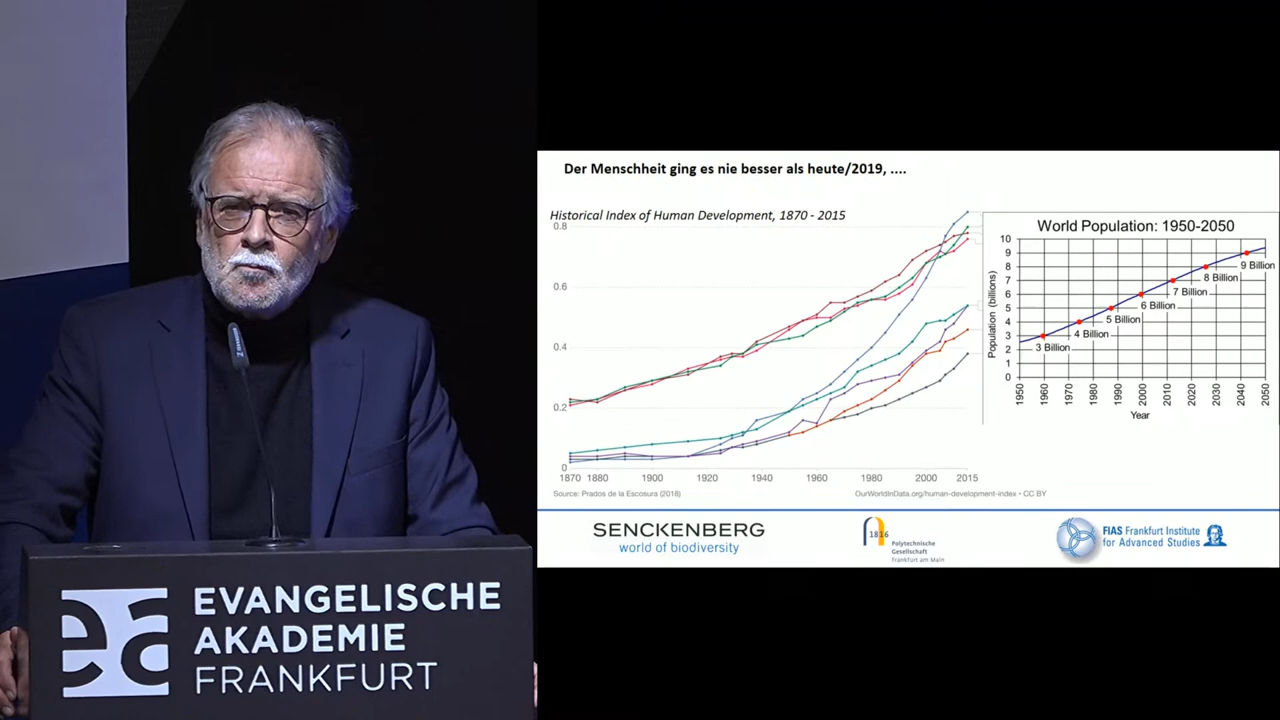 Der Menschheit ging es nie besser als heute/2019, ....
Historical Index of Human Development, 1870 - 2015
0.8
0.6
0.4
0.2
0
1870 1880 1900 1920 1940 1960 1980 2000 2015
Source: Prados de la Escosura (2018)
OurWorldInData.org/human-development-index • CC BY
World Population: 1950-2050
Population (billions)
10
9
8
7
6
5
4
3
2
1
0
9 Billion
8 Billion
7 Billion
6 Billion
5 Billion
4 Billion
3 Billion
1950 1960 1970 1980 1990 2000 2010 2020 2030 2040 2050
Year
SENCKENBERG
world of biodiversity
1816
Polytechnische
Gesellschaft
Frankfurt am Main
FIAS Frankfurt Institute
for Advanced Studies
ea
EVANGELISCHE
AKADEMIE
FRANKFURT